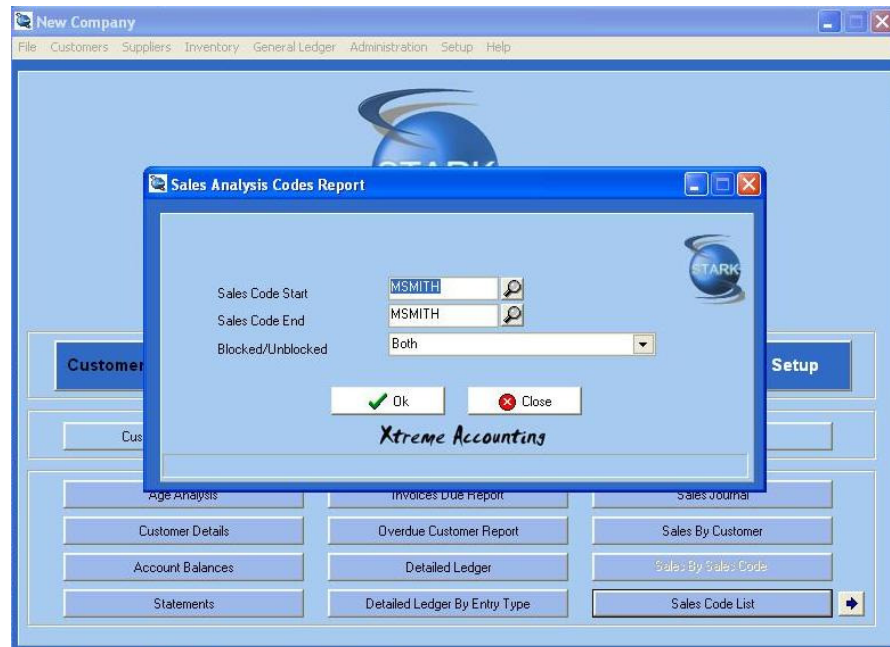 New Company
File Customers Suppliers Inventory General Ledger Administration Setup Help
STARK
Sales Analysis Codes Report
STARK
Sales Code Start MSMITH
Sales Code End MSMITH
Blocked/Unblocked Both
Ok Close
Xtreme Accounting
Customer Setup
Cus
Age Analysis Invoices Due Report Sales Journal
Customer Details Overdue Customer Report Sales By Customer
Account Balances Detailed Ledger Sales By Sales Code
Statements Detailed Ledger By Entry Type Sales Code List